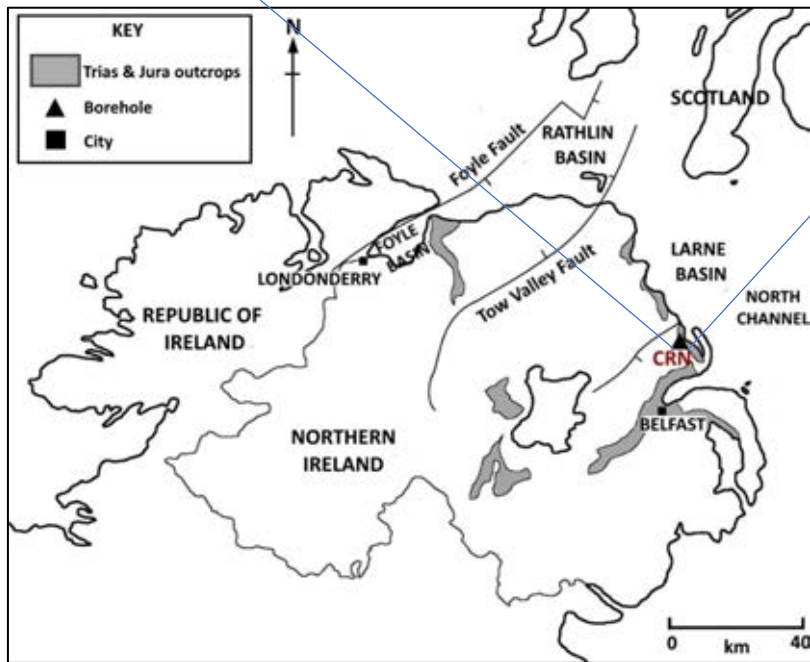 KEY
Trias & Jura outcrops
Borehole
City
N
SCOTLAND
RATHLIN
BASIN
Foyle Fault
FOYLE
BASIN
LONDONDERRY
Tow Valley Fault
LARNE
BASIN
NORTH
CHANNEL
REPUBLIC OF
IRELAND
CRN
BELFAST
NORTHERN
IRELAND
0
km
40